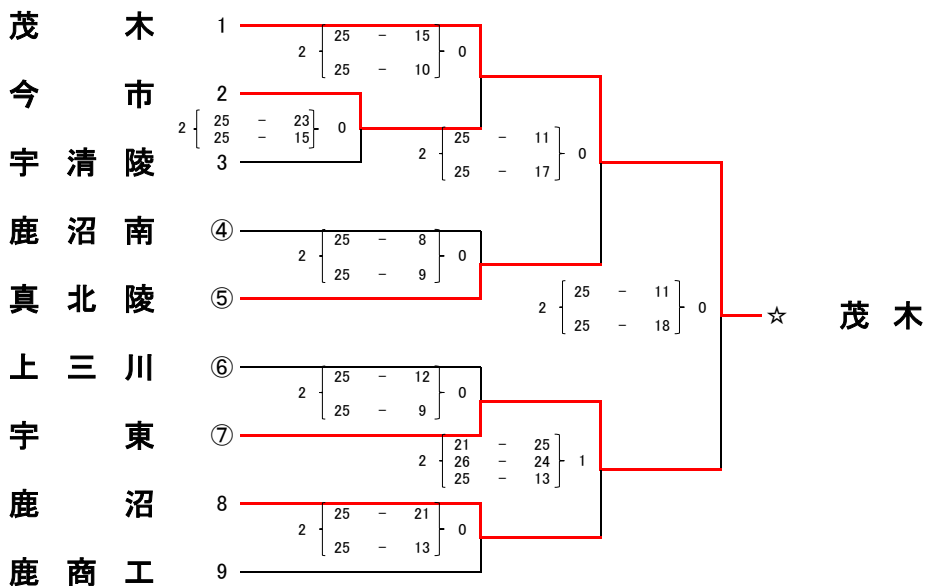 茂木 1
2 25 － 15 0
25 － 10
今市 2
2 25 － 23 0
25 － 15
宇清陵 3
2 25 － 11 0
25 － 17
鹿沼南 ④
2 25 － 8 0
25 － 9
真北陵 ⑤
2 25 － 11 0
25 － 18
☆ 茂木
上三川 ⑥
2 25 － 12 0
25 － 9
宇東 ⑦
2 21 － 25 1
26 － 24
25 － 13
鹿沼 8
2 25 － 21 0
25 － 13
鹿商工 9